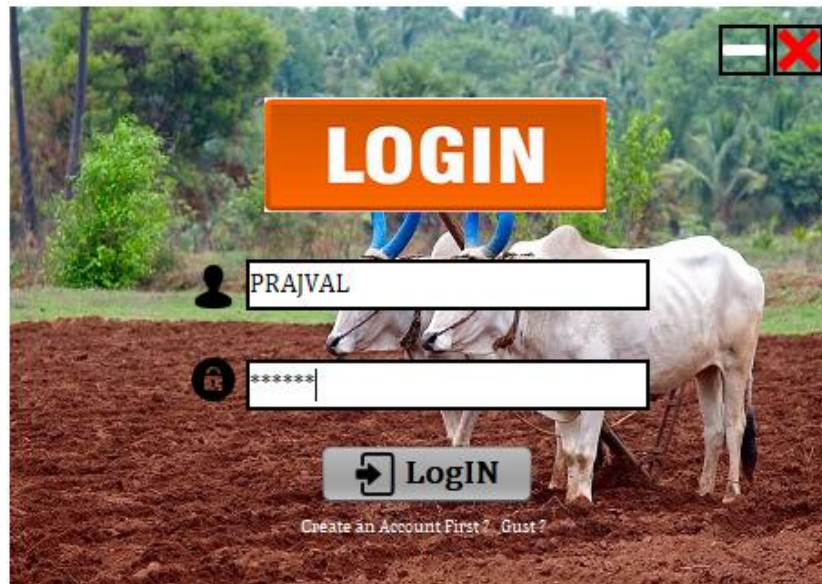 LOGIN
PRAJVAL
******
LogIN
Create an Account First ? Gust ?